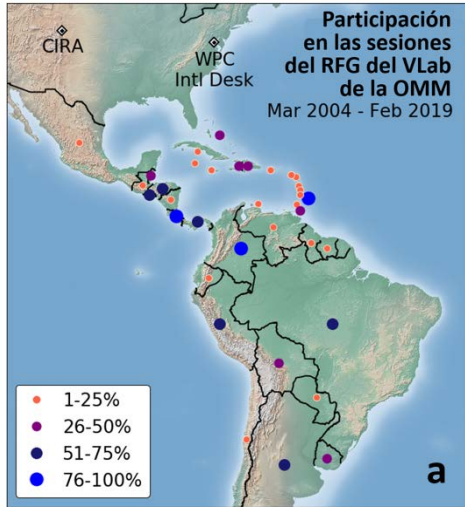 Participación
en las sesiones
del RFG del VLab
de la OMM
Mar 2004 - Feb 2019
CIRA
WPC
Intl Desk
1-25%
26-50%
51-75%
76-100%
a